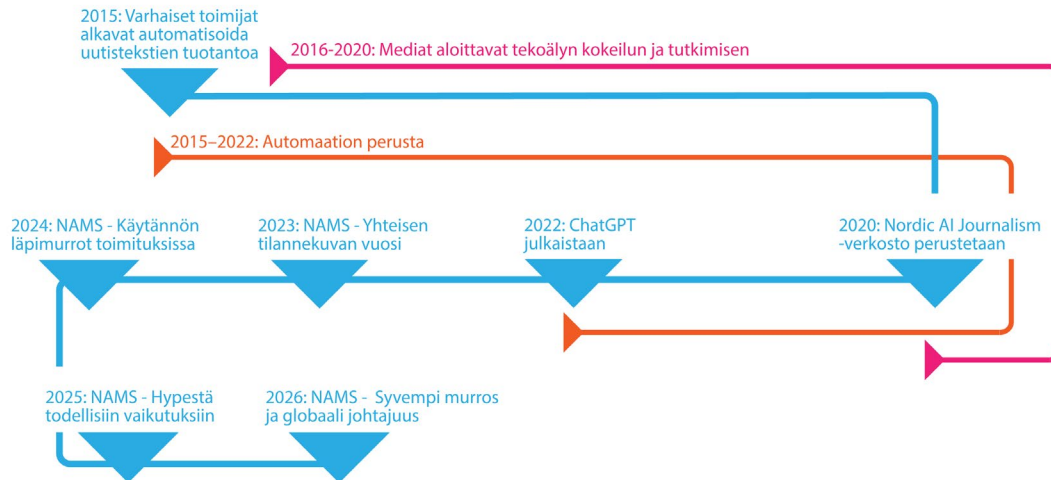 2015: Varhaiset toimijat
alkavat automatisoida
uutistekstien tuotantoa
2016-2020: Mediat aloittavat tekoälyn kokeilun ja tutkimisen
2015–2022: Automaation perusta
2024: NAMS - Käytännön
läpimurrot toimituksissa
2023: NAMS - Yhteisen
tilannekuvan vuosi
2022: ChatGPT
julkaistaan
2020: Nordic AI Journalism
-verkosto perustetaan
2025: NAMS - Hypestä
todellisiin vaikutuksiin
2026: NAMS - Syvempi murros
ja globaali johtajuus